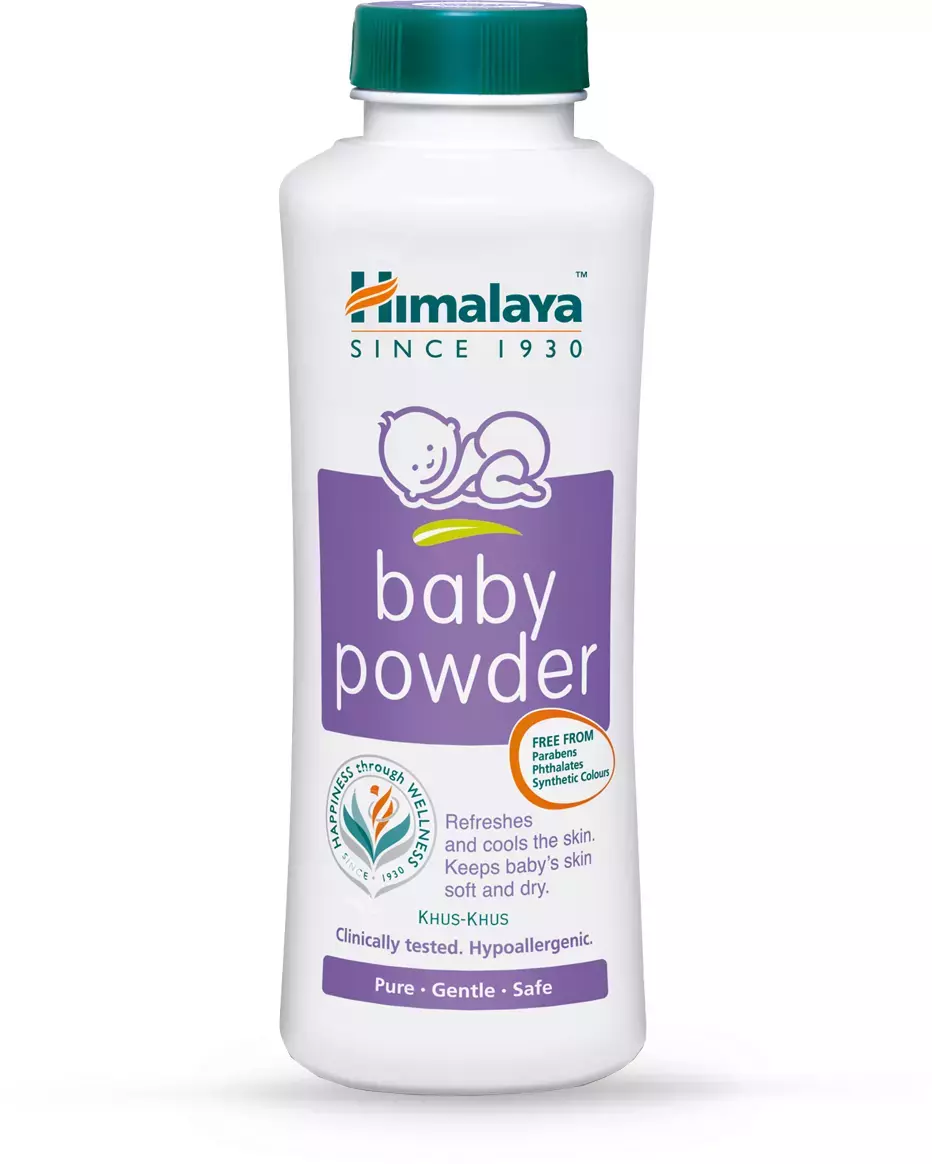 Himalaya™
SINCE 1930
baby
powder
FREE FROM
Parabens
Phthalates
Synthetic Colours
HAPPINESS through WELLNESS
SINCE • 1930
Refreshes
and cools the skin.
Keeps baby's skin
soft and dry.
KHUS-KHUS
Clinically tested. Hypoallergenic.
Pure · Gentle · Safe